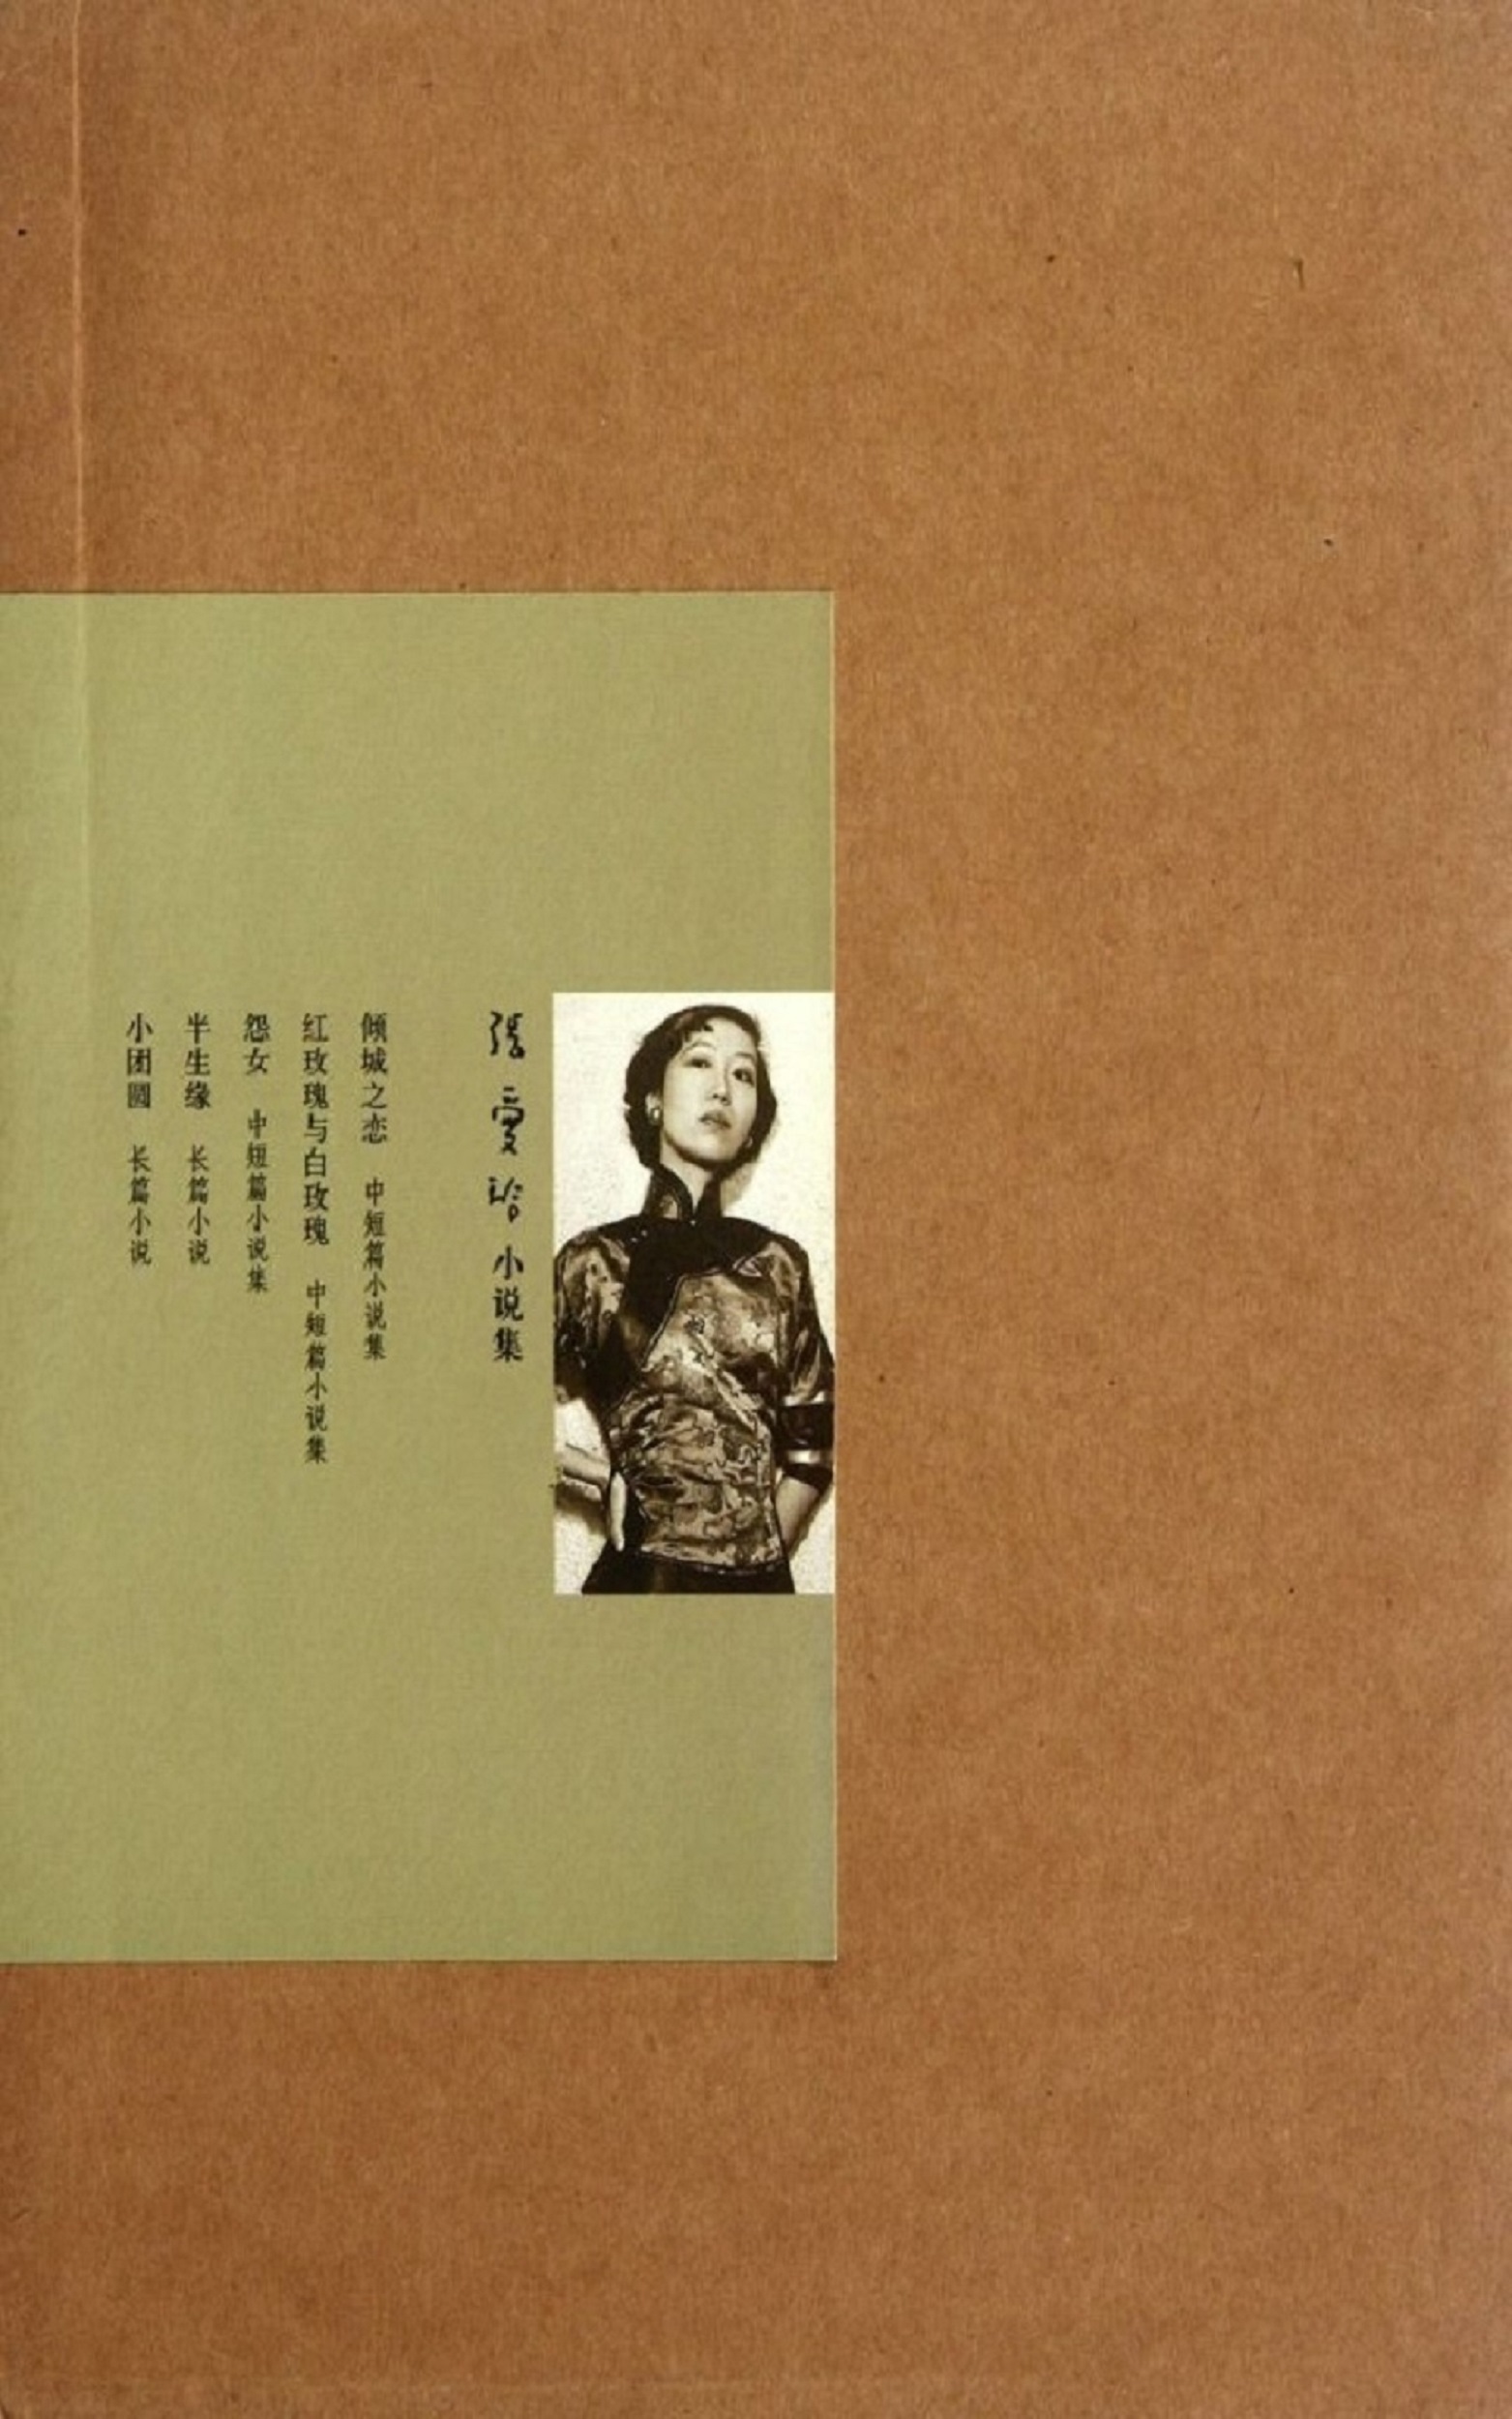 张爱玲 小说集
倾城之恋 中短篇小说集
红玫瑰与白玫瑰 中短篇小说集
怨女 中短篇小说集
半生缘 长篇小说
小团圆 长篇小说